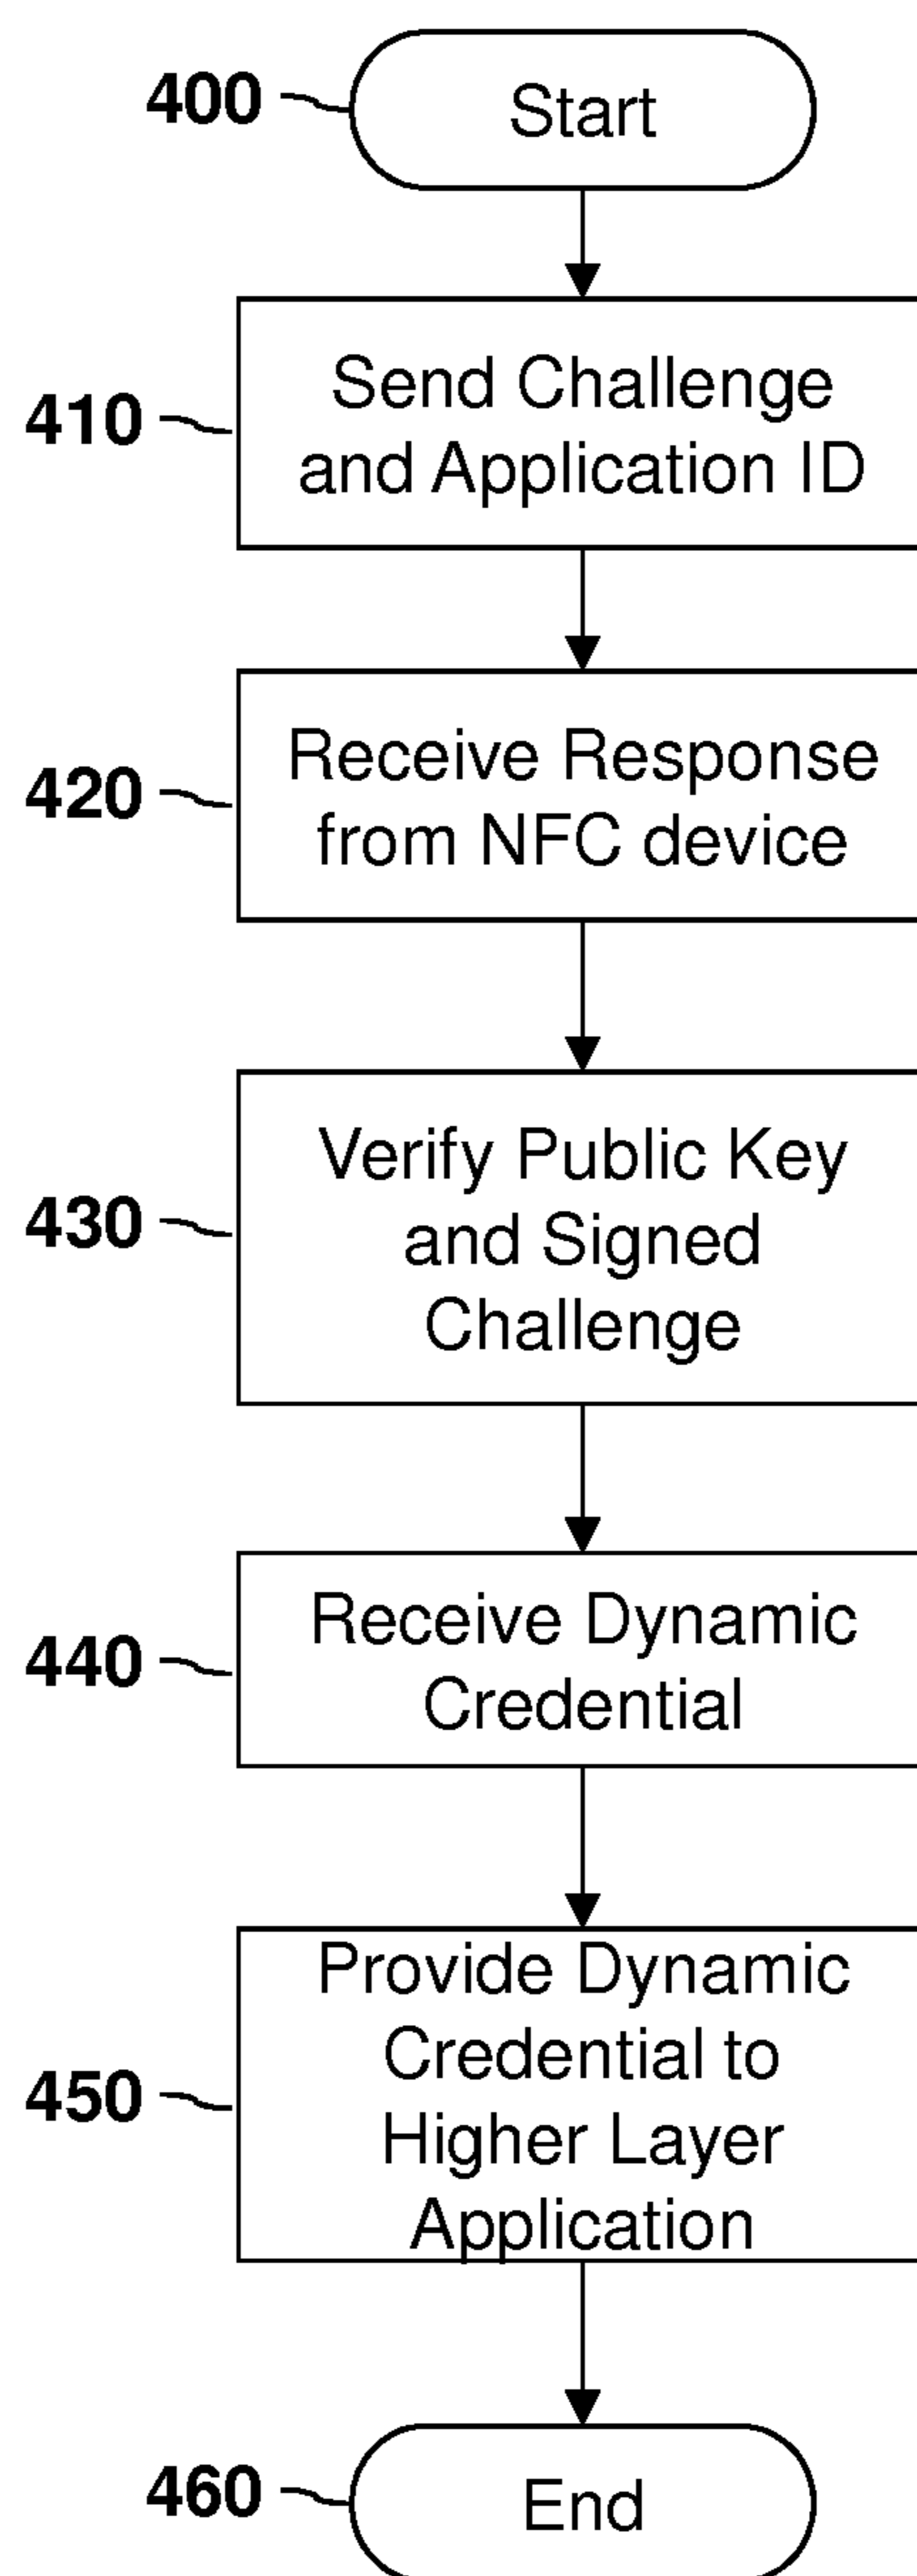 400
Start
410
Send Challenge
and Application ID
420
Receive Response
from NFC device
430
Verify Public Key
and Signed
Challenge
440
Receive Dynamic
Credential
450
Provide Dynamic
Credential to
Higher Layer
Application
460
End